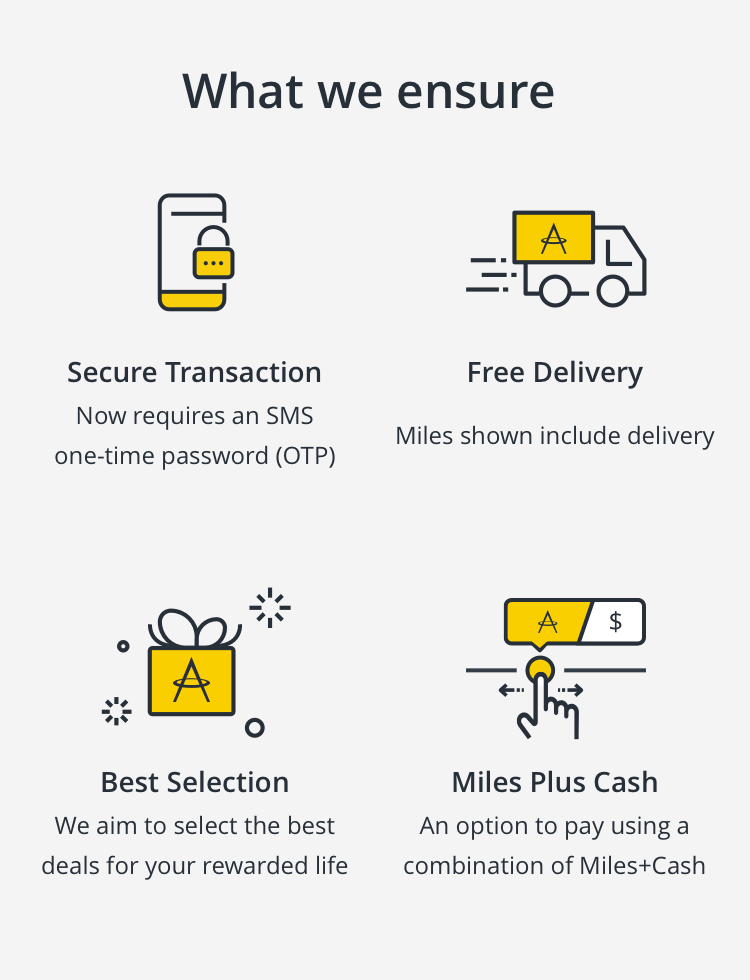 What we ensure
Secure Transaction
Now requires an SMS
one-time password (OTP)
Free Delivery
Miles shown include delivery
$
Best Selection
We aim to select the best
deals for your rewarded life
Miles Plus Cash
An option to pay using a
combination of Miles+Cash